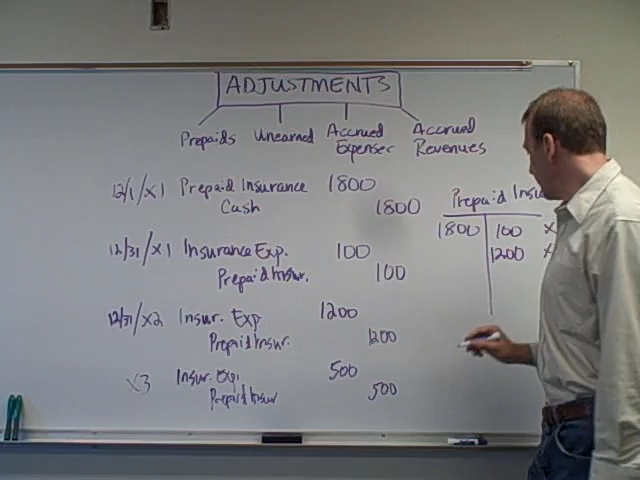 ADJUSTMENTS
Prepaids Unearned Accrued Expenses Accrued Revenues
12/1/X1 Prepaid Insurance 1800
Cash 1800
12/31/X1 Insurance Exp. 100
Prepaid Insur. 100
12/31/X2 Insur. Exp 1200
Prepaid Insur. 1200
X3 Insur. Exp. 500
Prepaid Insur 500
Prepaid Insu
1800 100 X
1200 X